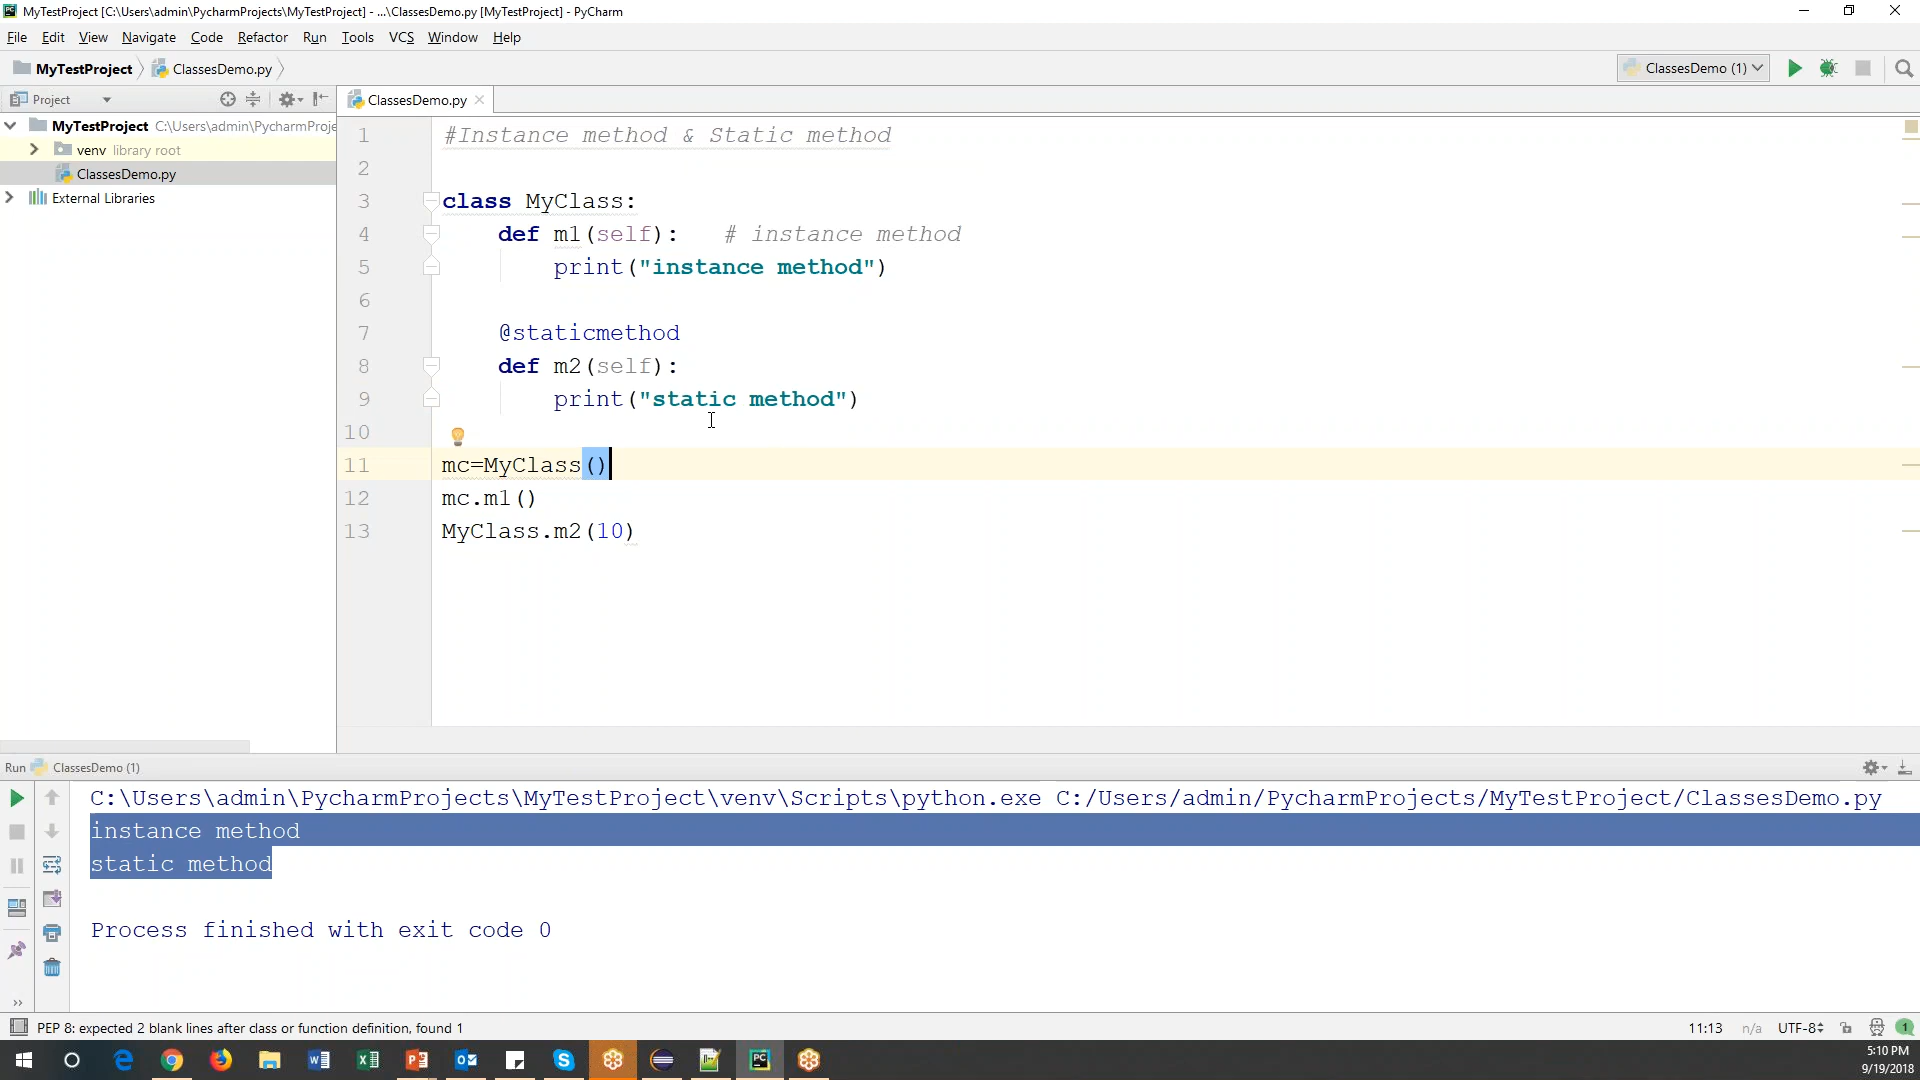 MyTestProject [C:\Users\admin\PycharmProjects\MyTestProject] - ...\ClassesDemo.py [MyTestProject] - PyCharm
File Edit View Navigate Code Refactor Run Tools VCS Window Help
MyTestProject ClassesDemo.py ClassesDemo (1)
Project ClassesDemo.py
MyTestProject C:\Users\admin\PycharmProje
venv library root
ClassesDemo.py
External Libraries
1 #Instance method & Static method
2
3 class MyClass:
4 def m1(self): # instance method
5 print("instance method")
6
7 @staticmethod
8 def m2(self):
9 print("static method")
10
11 mc=MyClass()
12 mc.m1()
13 MyClass.m2(10)
Run ClassesDemo (1)
C:\Users\admin\PycharmProjects\MyTestProject\venv\Scripts\python.exe C:/Users/admin/PycharmProjects/MyTestProject/ClassesDemo.py
instance method
static method
Process finished with exit code 0
PEP 8: expected 2 blank lines after class or function definition, found 1 11:13 n/a UTF-8 1
5:10 PM
9/19/2018